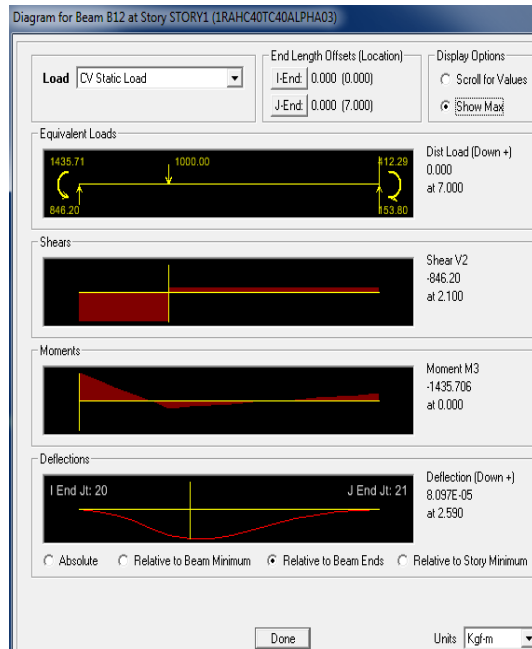 Diagram for Beam B12 at Story STORY1 (1RAHC40TC40ALPHA03)
Load CV Static Load
End Length Offsets (Location)
I-End: 0.000 (0.000)
J-End: 0.000 (7.000)
Display Options
Scroll for Values
Show Max
Equivalent Loads
1435.71 1000.00 412.29
846.20 153.80
Dist Load (Down +)
0.000
at 7.000
Shears
Shear V2
-846.20
at 2.100
Moments
Moment M3
-1435.706
at 0.000
Deflections
I End Jt: 20 J End Jt: 21
Deflection (Down +)
8.097E-05
at 2.590
Absolute Relative to Beam Minimum Relative to Beam Ends Relative to Story Minimum
Done Units Kgf-m